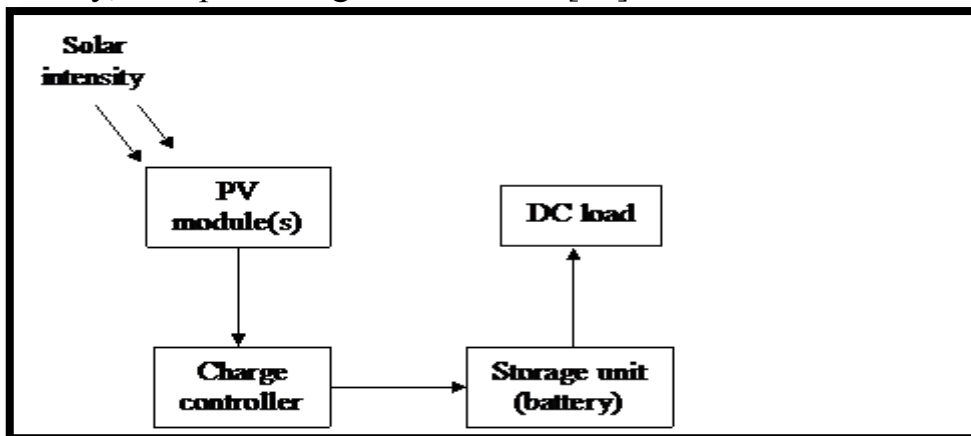 Solar
intensity
PV
module(s)
DC load
Charge
controller
Storage unit
(battery)